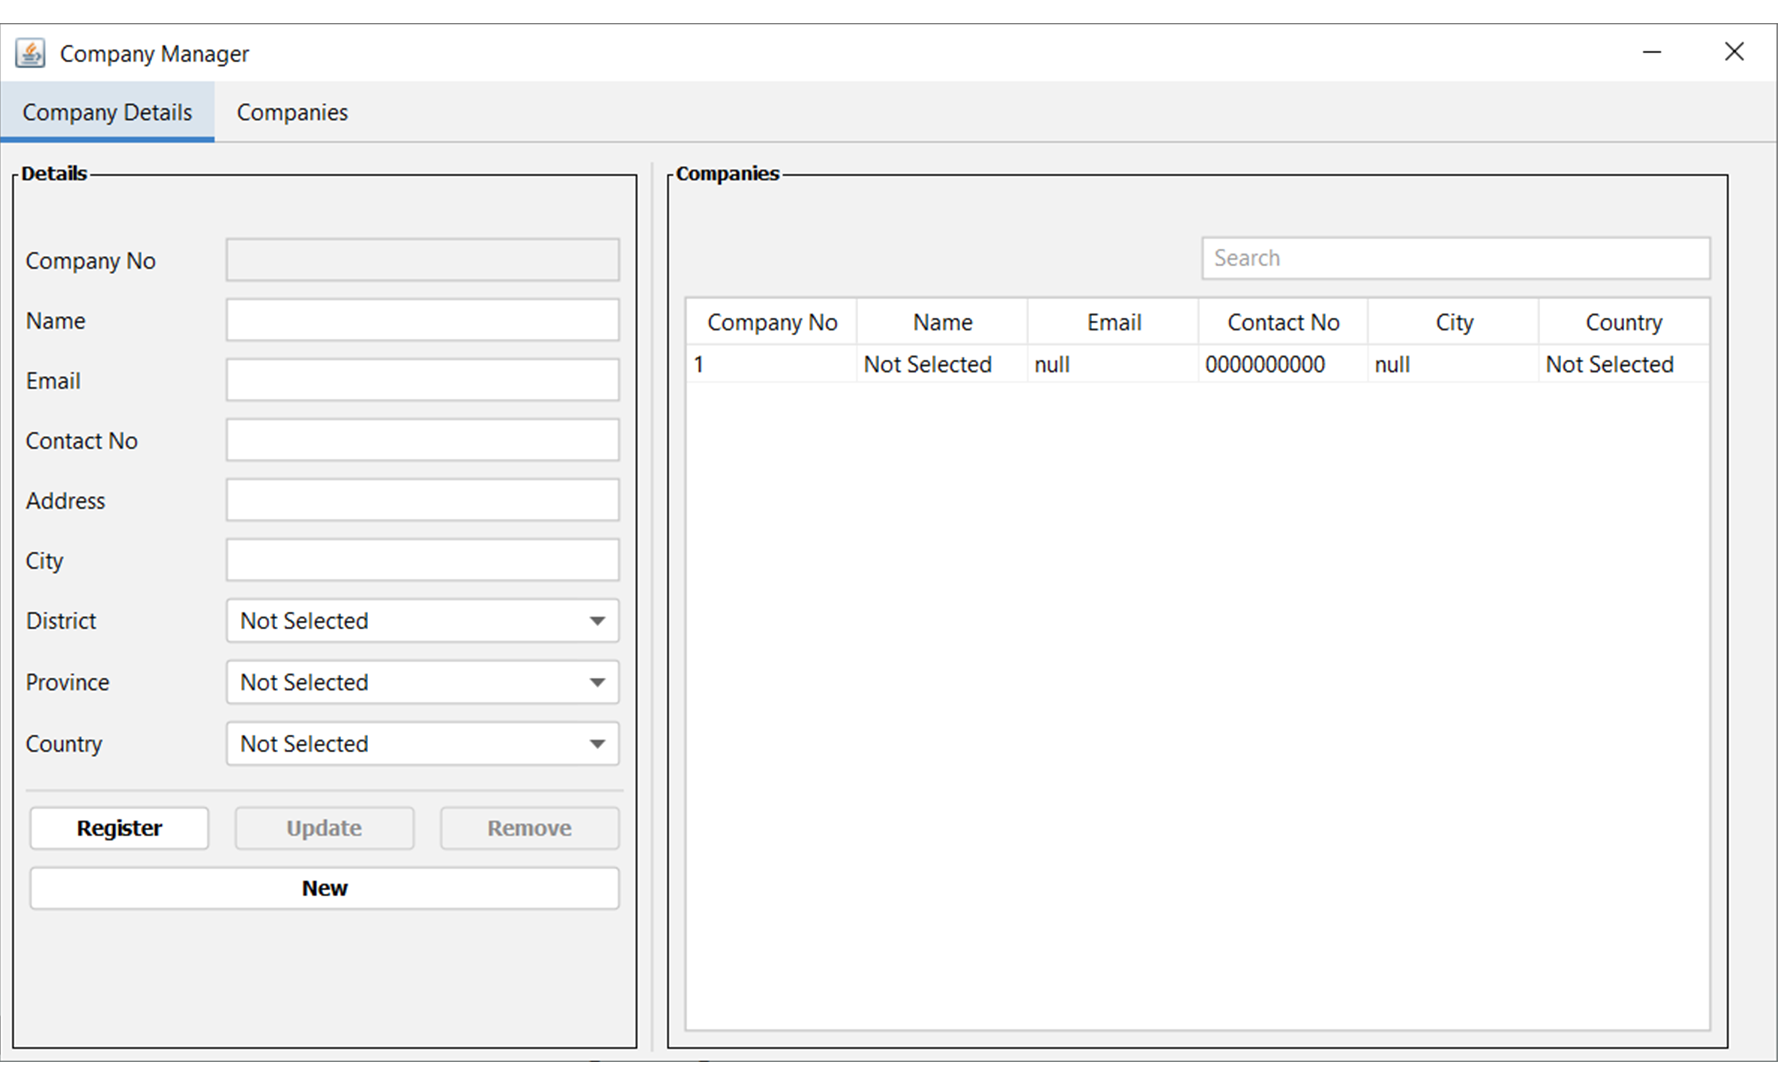 Company Manager
Company Details
Companies
Details
Company No
Name
Email
Contact No
Address
City
District
Not Selected
Province
Not Selected
Country
Not Selected
Register
Update
Remove
New
Companies
Search
Company No Name Email Contact No City Country
1 Not Selected null 0000000000 null Not Selected